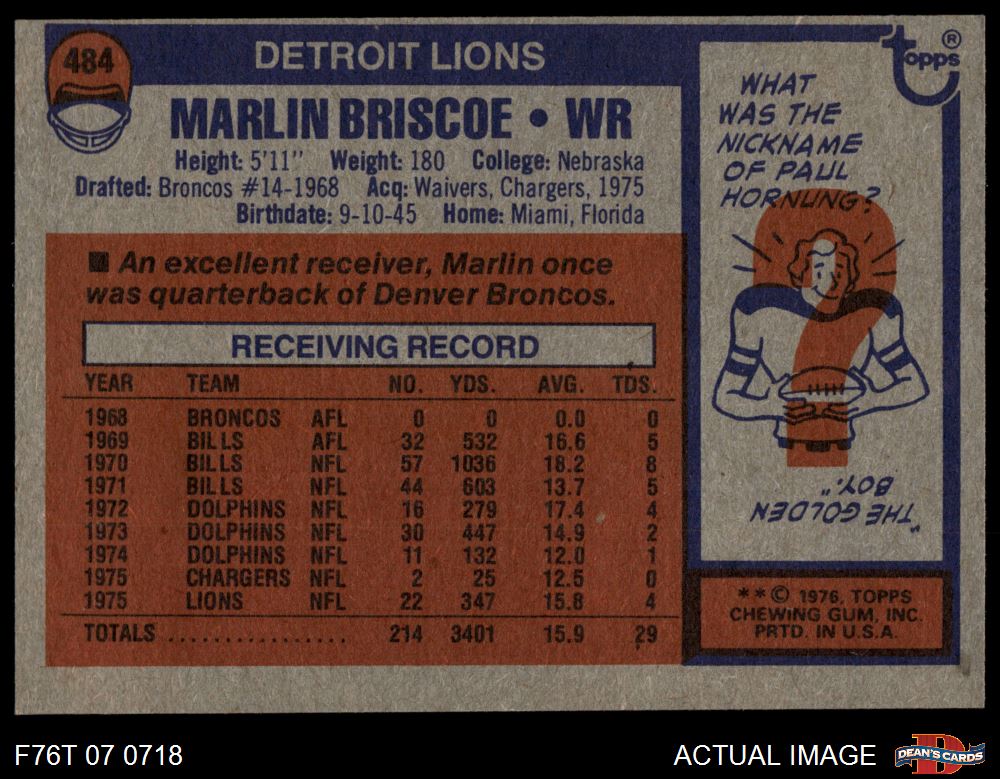 484
DETROIT LIONS
MARLIN BRISCOE • WR
Height: 5'11" Weight: 180 College: Nebraska
Drafted: Broncos #14-1968 Acq: Waivers, Chargers, 1975
Birthdate: 9-10-45 Home: Miami, Florida
■ An excellent receiver, Marlin once
was quarterback of Denver Broncos.
RECEIVING RECORD
YEAR TEAM NO. YDS. AVG. TDS.
1968 BRONCOS AFL 0 0 0.0 0
1969 BILLS AFL 32 532 16.6 5
1970 BILLS NFL 57 1036 18.2 8
1971 BILLS NFL 44 603 13.7 5
1972 DOLPHINS NFL 16 279 17.4 4
1973 DOLPHINS NFL 30 447 14.9 2
1974 DOLPHINS NFL 11 132 12.0 1
1975 CHARGERS NFL 2 25 12.5 0
1975 LIONS NFL 22 347 15.8 4
TOTALS ................ 214 3401 15.9 29
topps®
WHAT
WAS THE
NICKNAME
OF PAUL
HORNUNG?
?
"THE GOLDEN
BOY."
**© 1976, TOPPS
CHEWING GUM, INC.
PRTD. IN U.S.A.
F76T 07 0718
ACTUAL IMAGE
D
DEAN'S CARDS